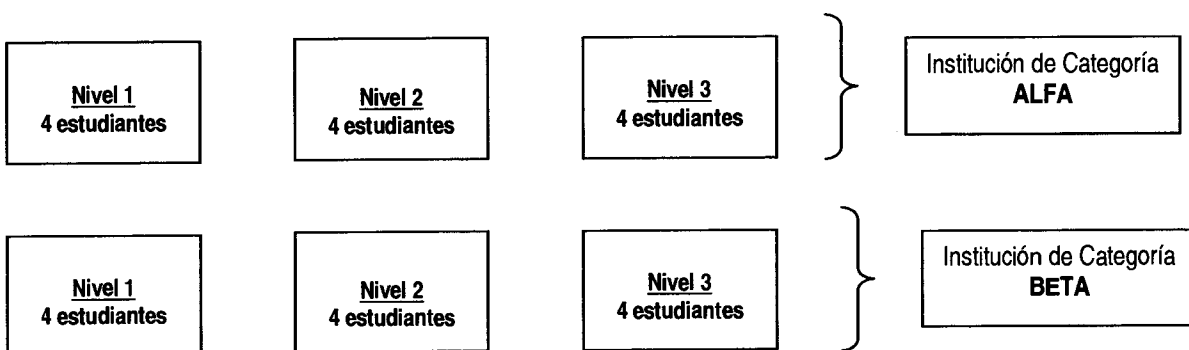 Nivel 1
4 estudiantes
Nivel 2
4 estudiantes
Nivel 3
4 estudiantes
Institución de Categoría
ALFA
Nivel 1
4 estudiantes
Nivel 2
4 estudiantes
Nivel 3
4 estudiantes
Institución de Categoría
BETA